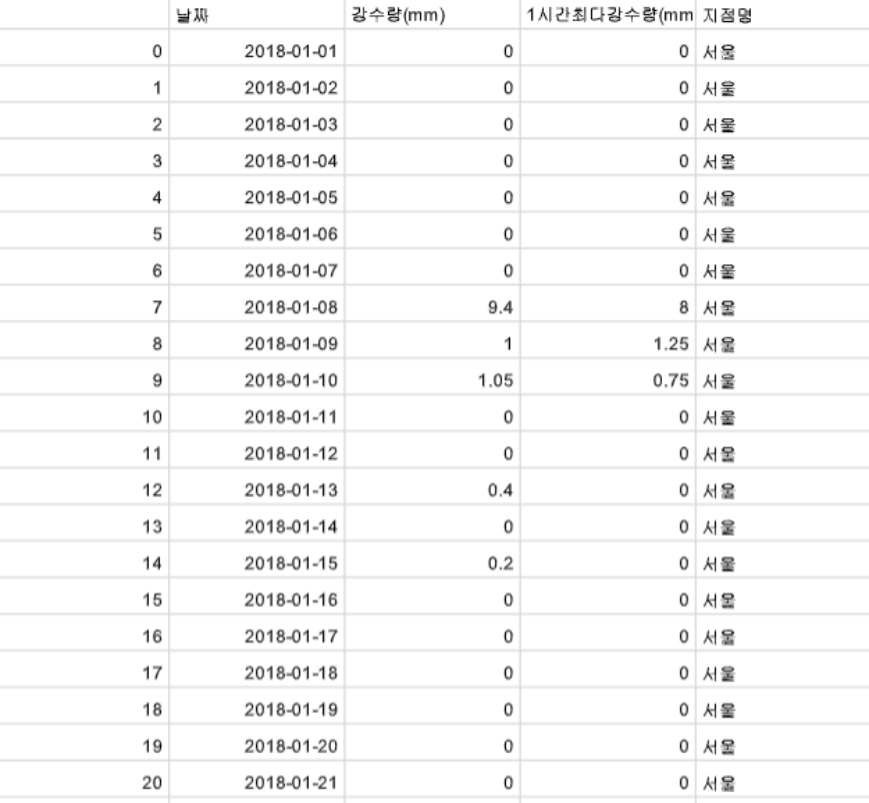 날짜 강수량(mm) 1시간최다강수량(mm 지점명
0 2018-01-01 0 0 서울
1 2018-01-02 0 0 서울
2 2018-01-03 0 0 서울
3 2018-01-04 0 0 서울
4 2018-01-05 0 0 서울
5 2018-01-06 0 0 서울
6 2018-01-07 0 0 서울
7 2018-01-08 9.4 8 서울
8 2018-01-09 1 1.25 서울
9 2018-01-10 1.05 0.75 서울
10 2018-01-11 0 0 서울
11 2018-01-12 0 0 서울
12 2018-01-13 0.4 0 서울
13 2018-01-14 0 0 서울
14 2018-01-15 0.2 0 서울
15 2018-01-16 0 0 서울
16 2018-01-17 0 0 서울
17 2018-01-18 0 0 서울
18 2018-01-19 0 0 서울
19 2018-01-20 0 0 서울
20 2018-01-21 0 0 서울